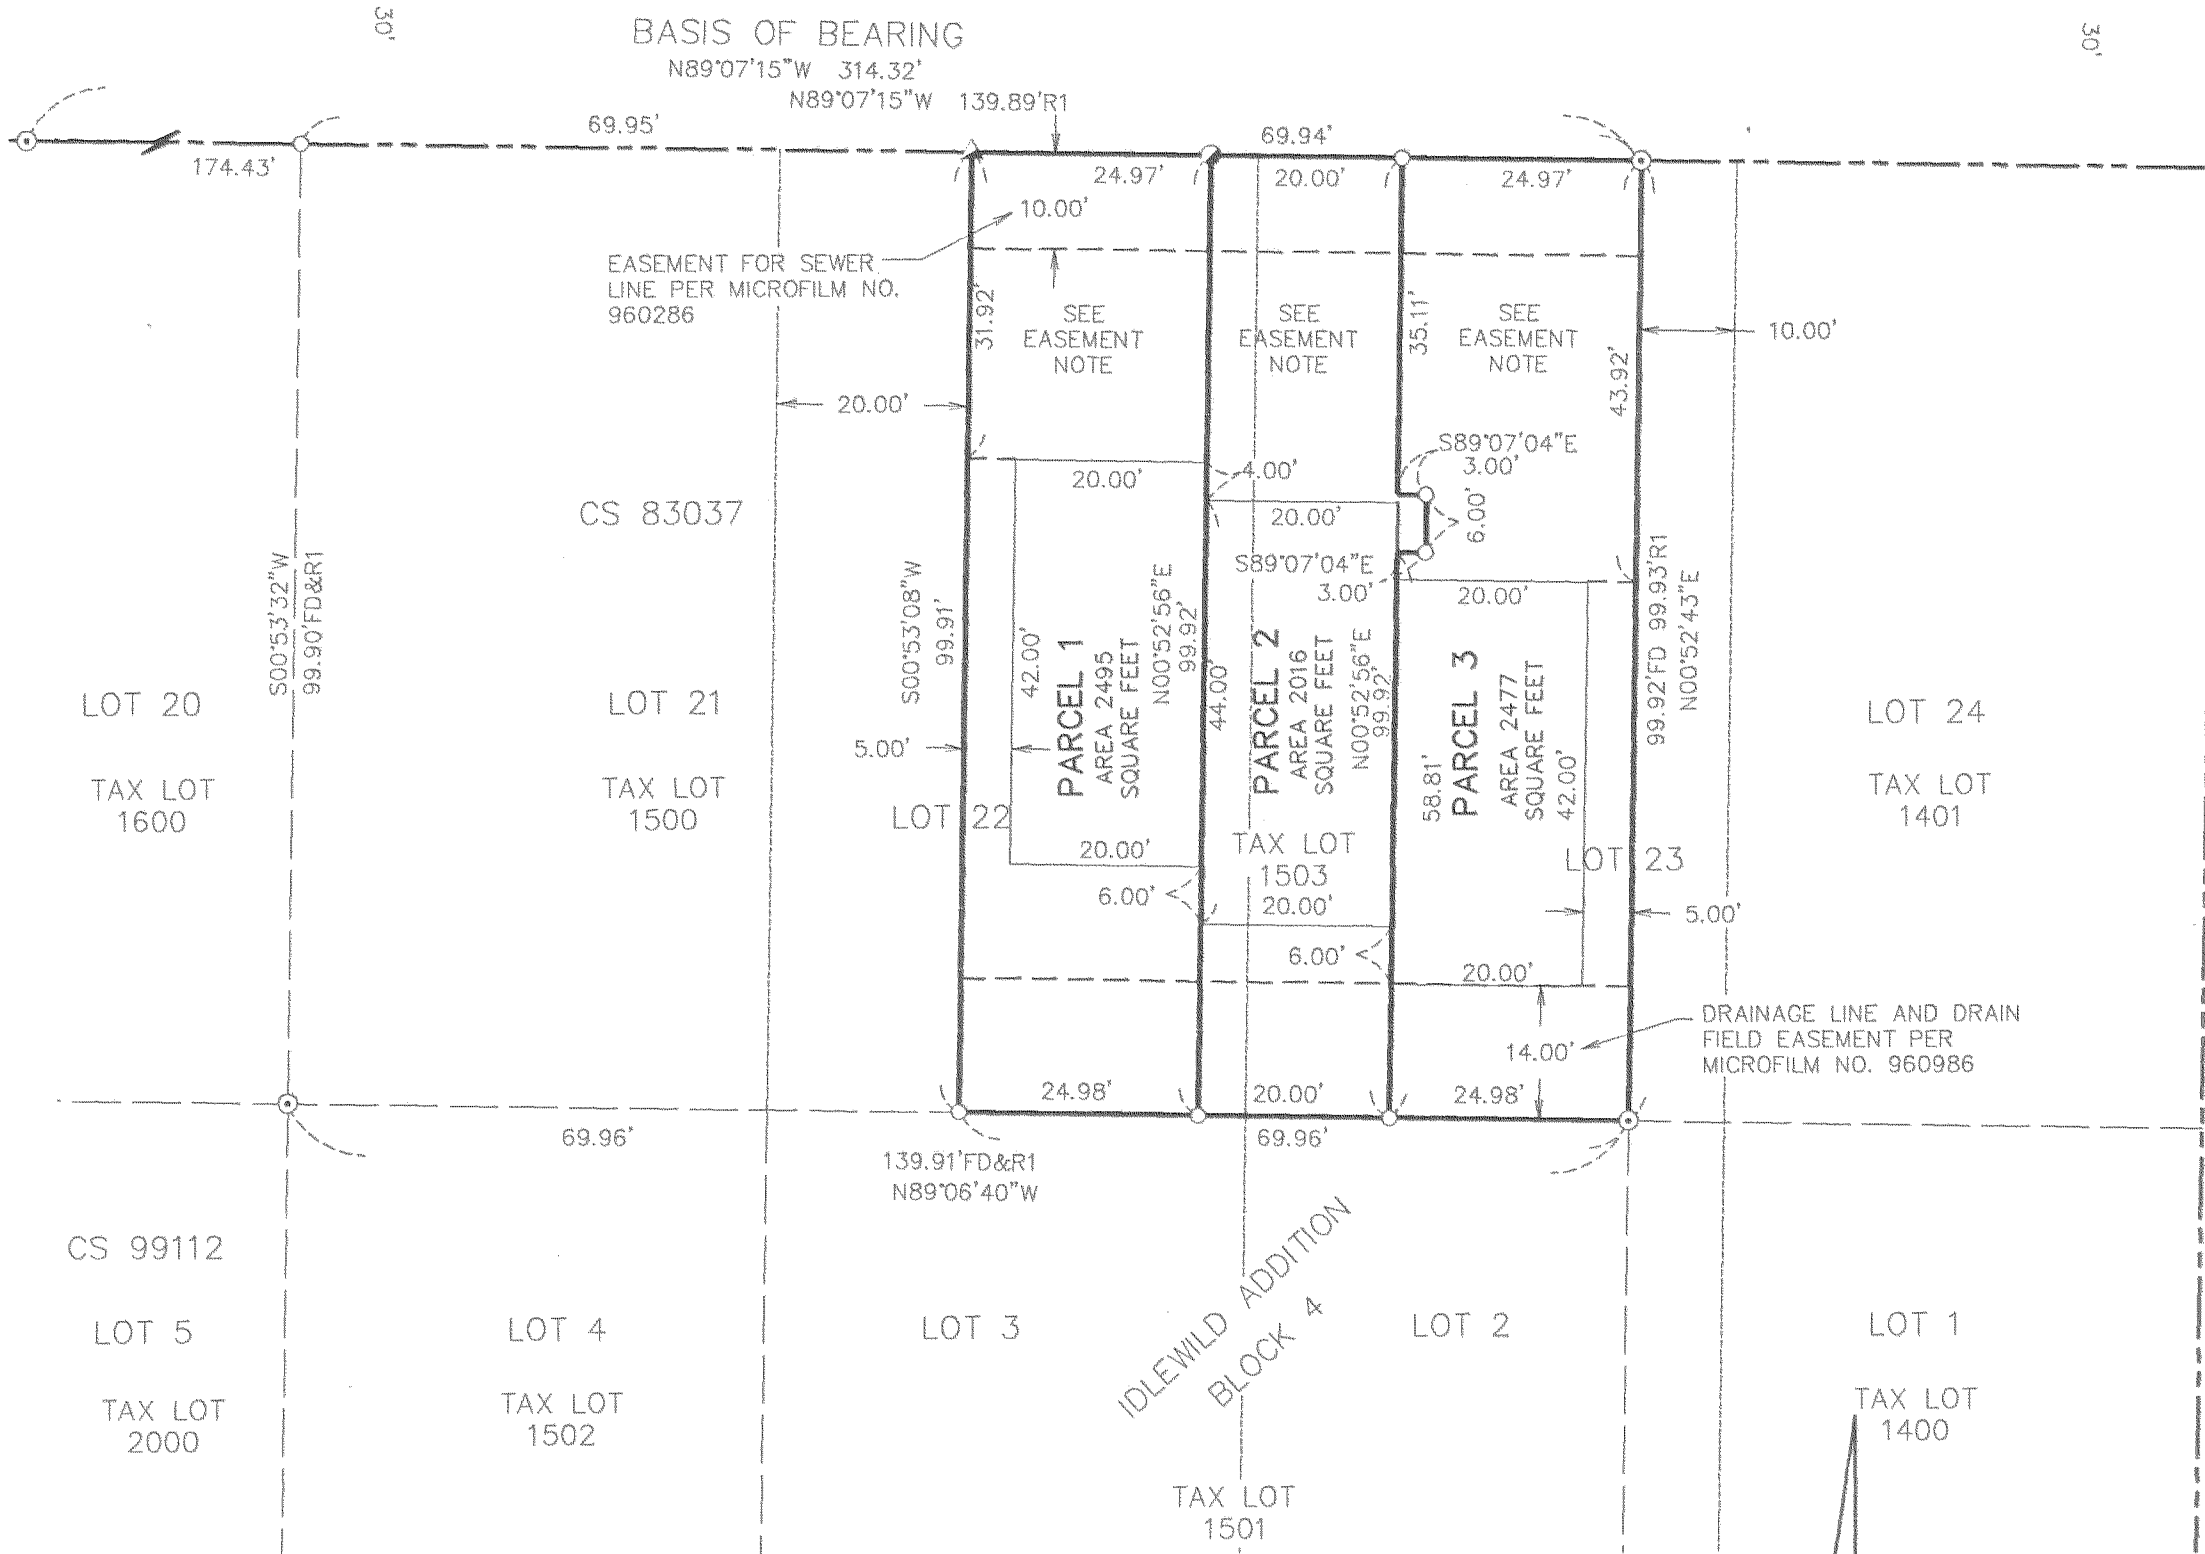 30'
30'
BASIS OF BEARING
N89°07'15"W 314.32'
N89°07'15"W 139.89'R1
69.95'
69.94'
174.43'
24.97'
20.00'
24.97'
10.00'
EASEMENT FOR SEWER
LINE PER MICROFILM NO.
960286
31.92'
SEE
EASEMENT
NOTE
SEE
EASEMENT
NOTE
35.11'
SEE
EASEMENT
NOTE
43.92'
10.00'
20.00'
S89°07'04"E
3.00'
20.00'
4.00'
6.00'
CS 83037
20.00'
S89°07'04"E
3.00'
20.00'
S00°53'32"W
99.90'FD&R1
S00°53'08"W
99.91'
42.00'
PARCEL 1
AREA 2495
SQUARE FEET
N00°52'56"E
99.92'
44.00'
PARCEL 2
AREA 2016
SQUARE FEET
N00°52'56"E
99.92'
58.81'
PARCEL 3
AREA 2477
SQUARE FEET
42.00'
99.92'FD 99.93'R1
N00°52'43"E
LOT 20
LOT 21
LOT 24
5.00'
TAX LOT
1600
TAX LOT
1500
LOT 22
TAX LOT
1401
20.00'
TAX LOT
1503
LOT 23
6.00'
20.00'
5.00'
6.00'
20.00'
DRAINAGE LINE AND DRAIN
FIELD EASEMENT PER
MICROFILM NO. 960986
14.00'
24.98'
20.00'
24.98'
69.96'
69.96'
139.91'FD&R1
N89°06'40"W
CS 99112
IDLEWILD ADDITION
BLOCK 4
LOT 5
LOT 4
LOT 3
LOT 2
LOT 1
TAX LOT
2000
TAX LOT
1502
TAX LOT
1400
TAX LOT
1501